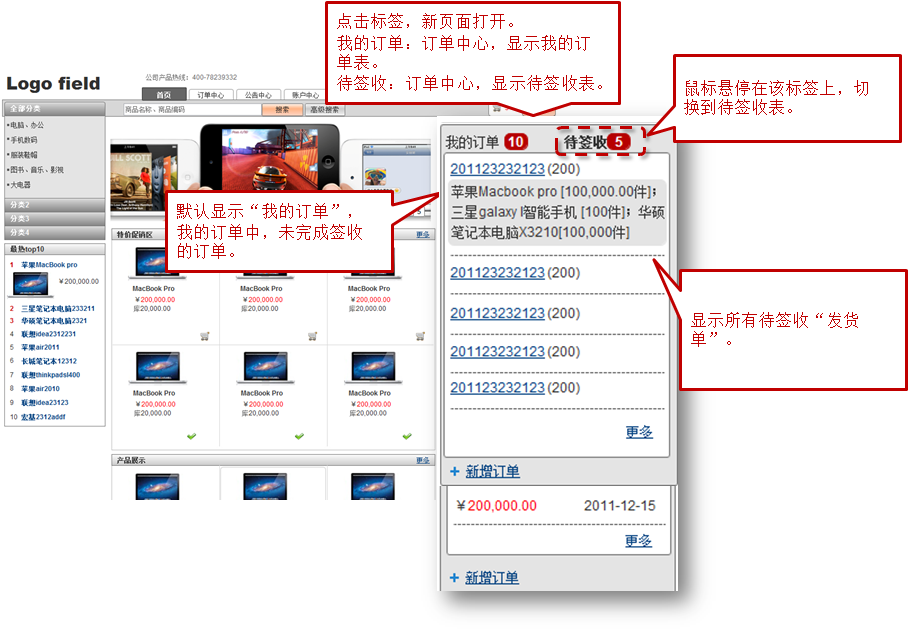 点击标签，新页面打开。
我的订单：订单中心，显示我的订
单表。
待签收：订单中心，显示待签收表。
鼠标悬停在该标签上，切
换到待签收表。
Logo field
公司产品热线：400-78239332
首页 订单中心 公告中心 账户中心
商品名称、商品编码 搜索 高级搜索
全部分类
•电脑、办公
•手机数码
•服装鞋帽
•图书、音乐、影视
•大电器
分类2
分类3
分类4
最热top10
1 苹果MacBook pro
￥200,000.00
2 三星笔记本电脑233211
3 华硕笔记本电脑2321
4 联想idea2312231
5 苹果air2011
6 长城笔记本12312
7 联想thinkpadsl400
8 苹果air2010
9 联想idea23123
10 宏基2312addf
默认显示“我的订单”，
我的订单中，未完成签收
的订单。
特价促销区 更多
MacBook Pro MacBook Pro MacBook Pro
￥200,000.00 ￥200,000.00 ￥200,000.00
库20,000.00 库20,000.00 库20,000.00
MacBook Pro MacBook Pro MacBook Pro
￥200,000.00 ￥200,000.00 ￥200,000.00
库20,000.00 库20,000.00 库20,000.00
产品展示 更多
我的订单 10 待签收 5
201123232123 (200)
苹果Macbook pro [100,000.00件]；
三星galaxy I智能手机 [100件]；华硕
笔记本电脑X3210[100,000件]
201123232123 (200)
201123232123 (200)
201123232123 (200)
201123232123 (200)
更多
+ 新增订单
￥200,000.00 2011-12-15
更多
+ 新增订单
显示所有待签收“发货
单”。